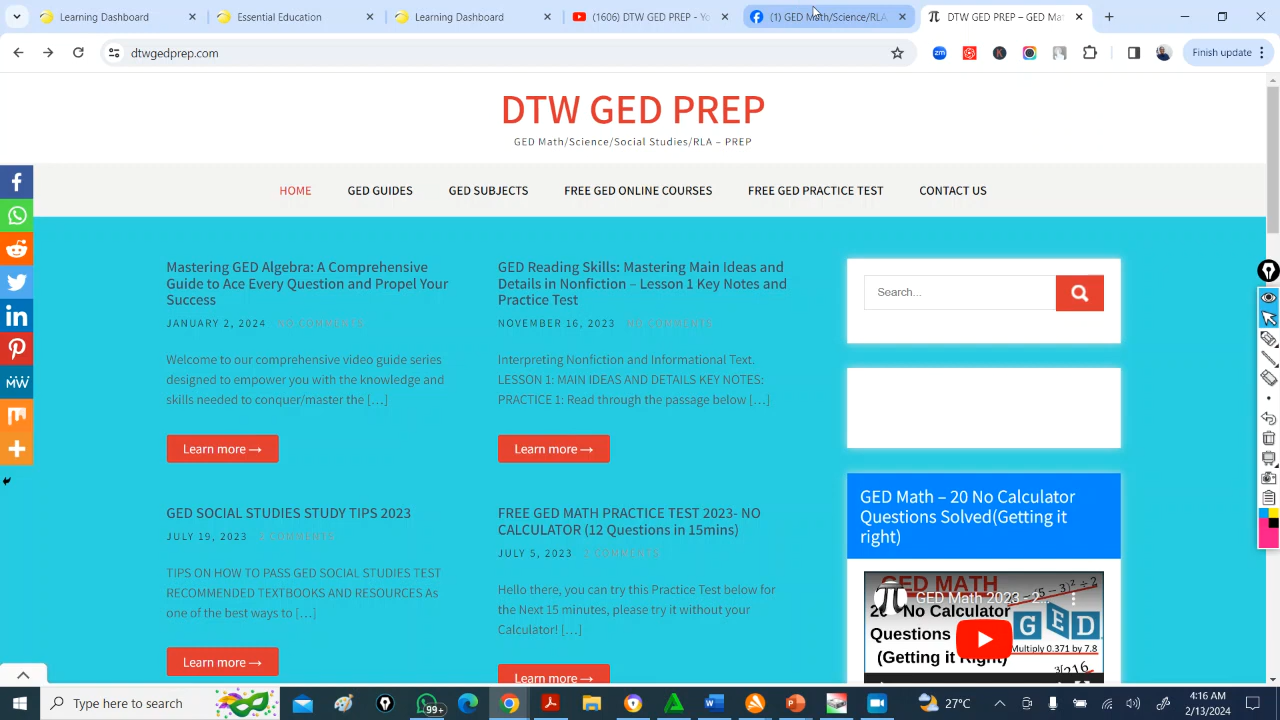 Essential Educat
Learning Dashboard
(1606) DTW GED prep - Yo
(1) GED Math/Science/RLA
DTW GED PREP – GED Ma
dtwgedprep.com
Finish update
DTW GED PREP
GED Math/Science/Social Studies/RLA – PREP
HOME
GED GUIDES
GED SUBJECTS
FREE GED ONLINE COURSES
FREE GED PRACTICE TEST
CONTACT US
Mastering GED Algebra: A Comprehensive
Guide to Ace Every Question and Propel Your
Success
JANUARY 2, 2024 NO COMMENTS
Welcome to our comprehensive video guide series
designed to empower you with the knowledge and
skills needed to conquer/master the […]
Learn more →
GED Reading Skills: Mastering Main Ideas and
Details in Nonfiction – Lesson 1 Key Notes and
Practice Test
NOVEMBER 16, 2023 NO COMMENTS
Interpreting Nonfiction and Informational Text.
LESSON 1: MAIN IDEAS AND DETAILS KEY NOTES:
PRACTICE 1: Read through the passage below […]
Learn more →
GED SOCIAL STUDIES STUDY TIPS 2023
JULY 19, 2023 COMMENTS
TIPS ON HOW TO PASS GED SOCIAL STUDIES TEST
RECOMMENDED TEXTBOOKS AND RESOURCES As
one of the best ways to […]
Learn more →
FREE GED MATH PRACTICE TEST 2023- NO
CALCULATOR (12 Questions in 15mins)
JULY 5, 2023 COMMENTS
Hello there, you can try this Practice Test below for
the Next 15 minutes, please try it without your
Calculator! […]
Learn more →
Search...
GED Math – 20 No Calculator
Questions Solved(Getting it
right)
GED MATH
GED Math 2023 - 2...
No Calculator
Questions
(Getting it Right)
GED
Multiply 0.371 by 7.8
Type here to search
99+
27°C
4:16 AM
2/13/2024